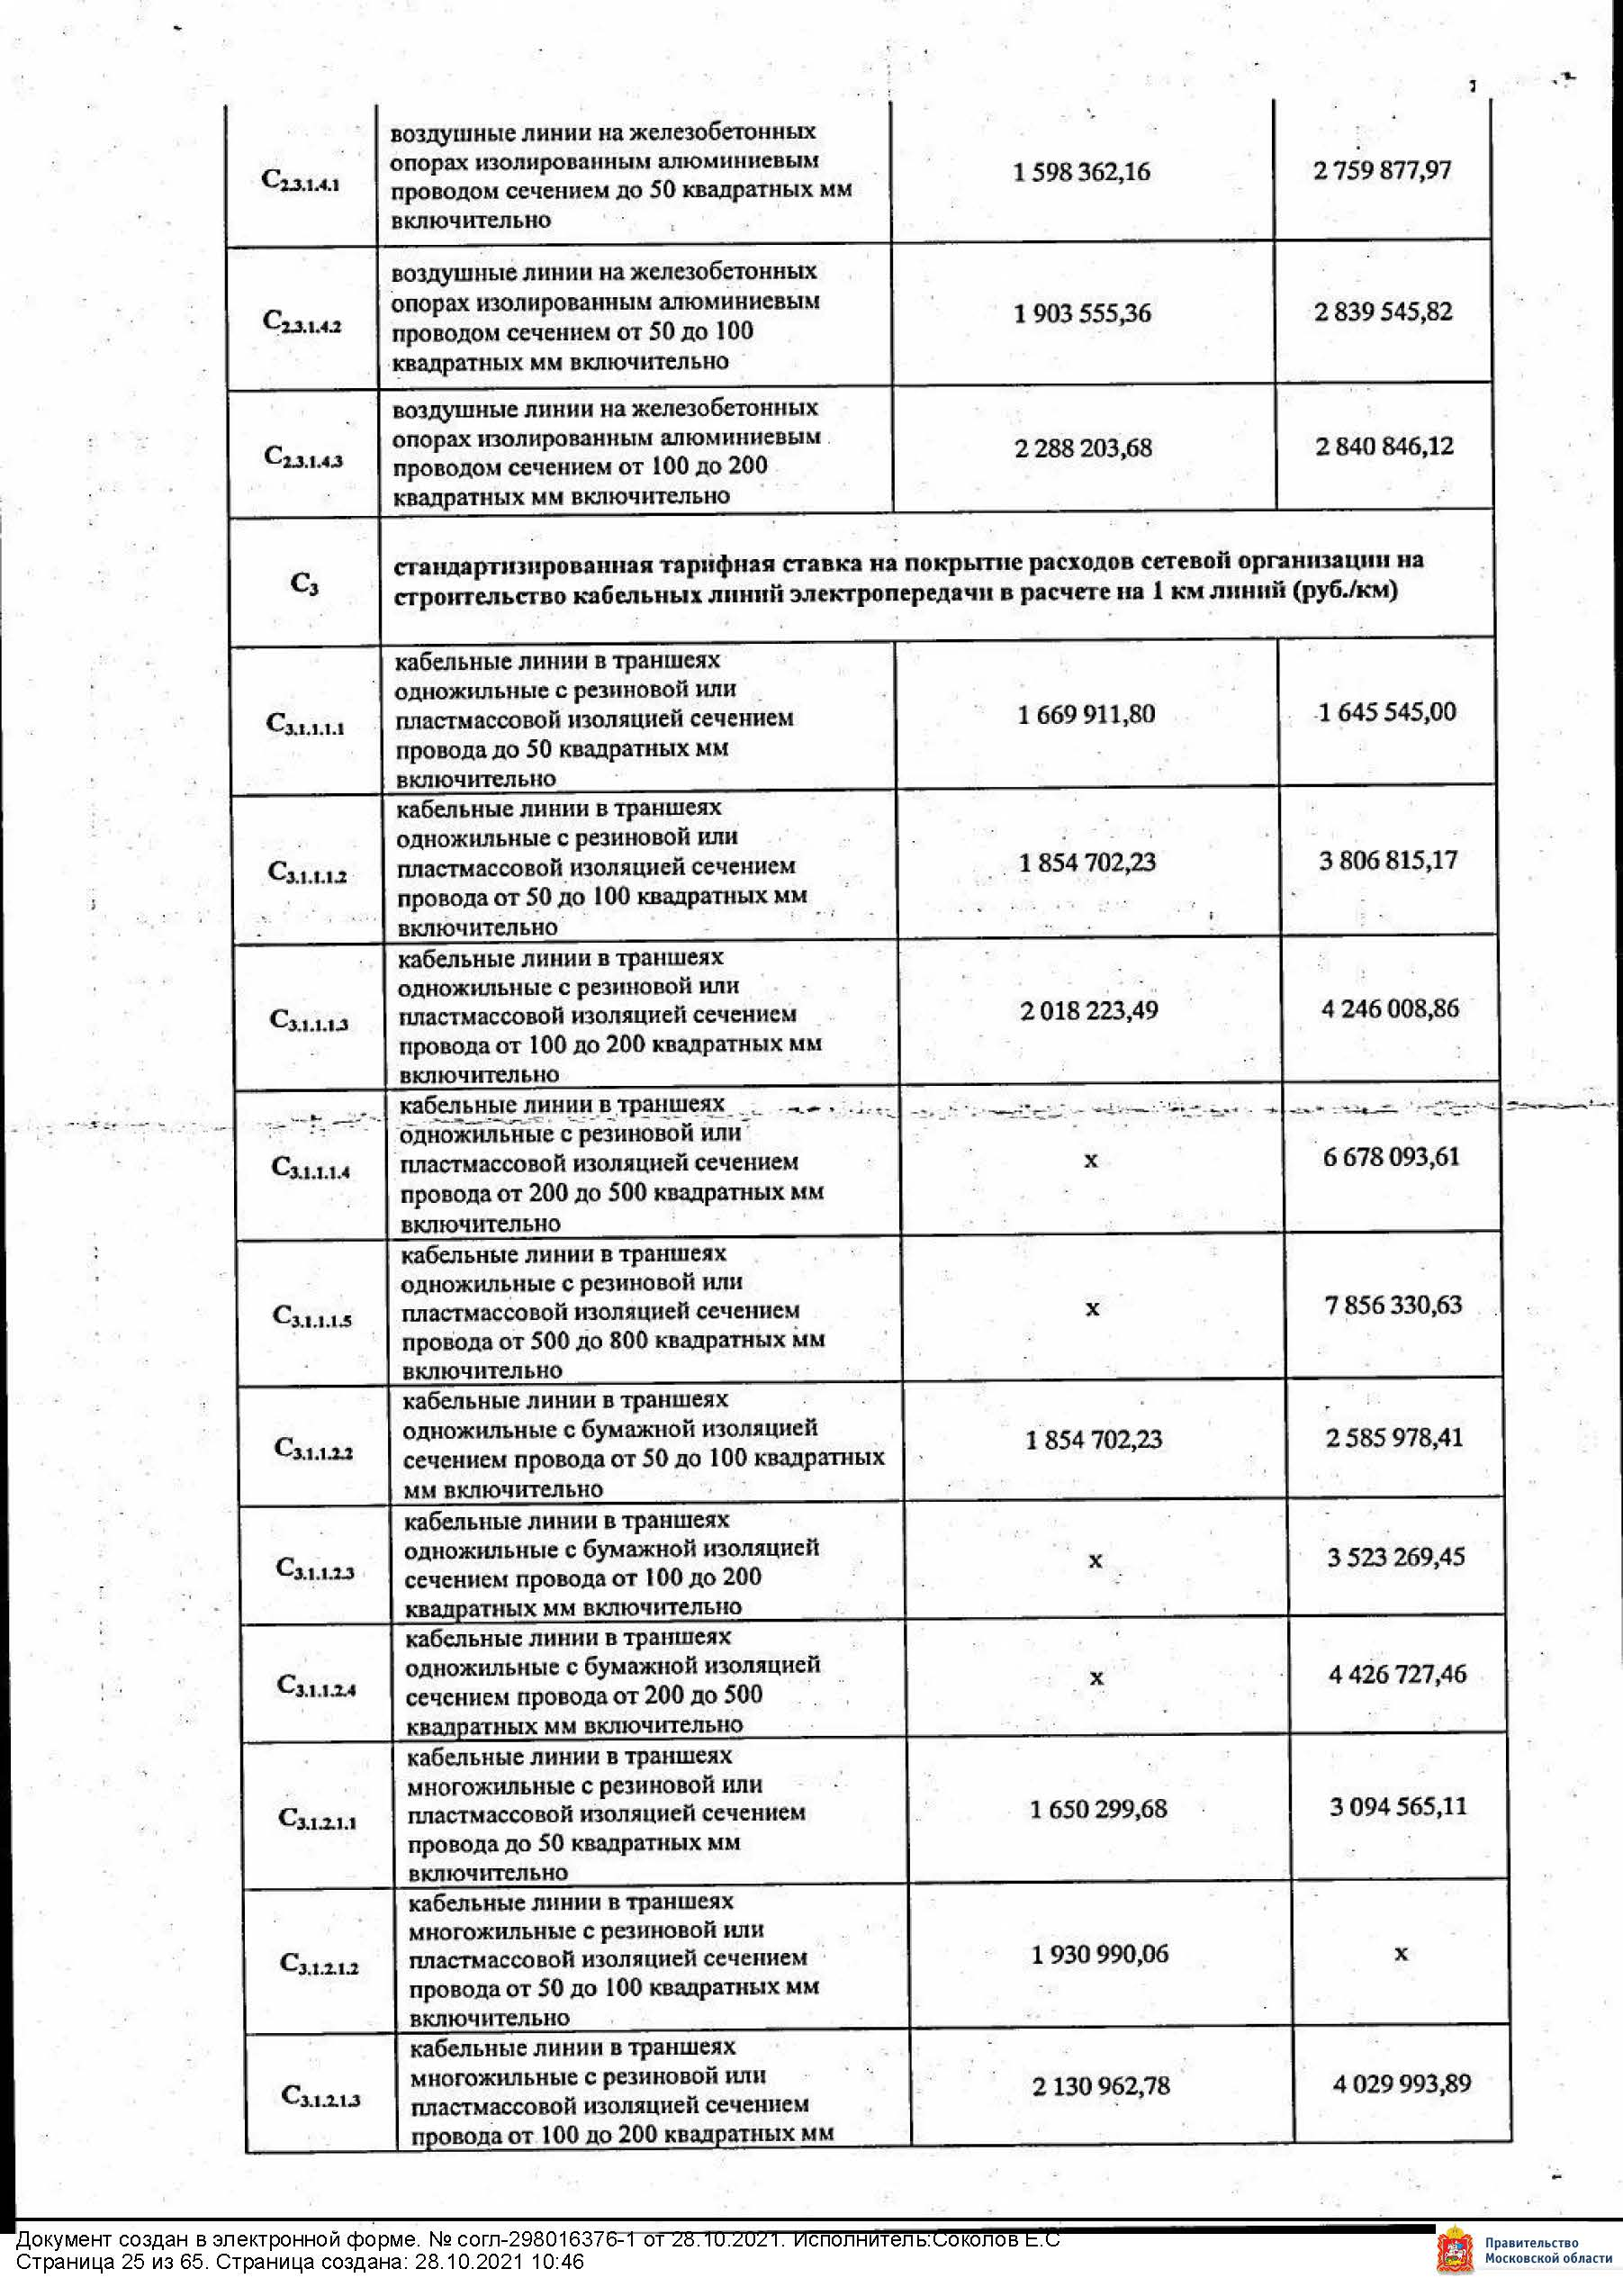 C2.3.1.4.1
воздушные линии на железобетонных
опорах изолированным алюминиевым
проводом сечением до 50 квадратных мм
включительно
1 598 362,16
2 759 877,97
C2.3.1.4.2
воздушные линии на железобетонных
опорах изолированным алюминиевым
проводом сечением от 50 до 100
квадратных мм включительно
1 903 555,36
2 839 545,82
C2.3.1.4.3
воздушные линии на железобетонных
опорах изолированным алюминиевым
проводом сечением от 100 до 200
квадратных мм включительно
2 288 203,68
2 840 846,12
C3
стандартизированная тарифная ставка на покрытие расходов сетевой организации на
строительство кабельных линий электропередачи в расчете на 1 км линий (руб./км)
C3.1.1.1.1
кабельные линии в траншеях
одножильные с резиновой или
пластмассовой изоляцией сечением
провода до 50 квадратных мм
включительно
1 669 911,80
1 645 545,00
C3.1.1.1.2
кабельные линии в траншеях
одножильные с резиновой или
пластмассовой изоляцией сечением
провода от 50 до 100 квадратных мм
включительно
1 854 702,23
3 806 815,17
C3.1.1.1.3
кабельные линии в траншеях
одножильные с резиновой или
пластмассовой изоляцией сечением
провода от 100 до 200 квадратных мм
включительно
2 018 223,49
4 246 008,86
C3.1.1.1.4
кабельные линии в траншеях
одножильные с резиновой или
пластмассовой изоляцией сечением
провода от 200 до 500 квадратных мм
включительно
х
6 678 093,61
C3.1.1.1.5
кабельные линии в траншеях
одножильные с резиновой или
пластмассовой изоляцией сечением
провода от 500 до 800 квадратных мм
включительно
х
7 856 330,63
C3.1.1.2.2
кабельные линии в траншеях
одножильные с бумажной изоляцией
сечением провода от 50 до 100 квадратных
мм включительно
1 854 702,23
2 585 978,41
C3.1.1.2.3
кабельные линии в траншеях
одножильные с бумажной изоляцией
сечением провода от 100 до 200
квадратных мм включительно
х
3 523 269,45
C3.1.1.2.4
кабельные линии в траншеях
одножильные с бумажной изоляцией
сечением провода от 200 до 500
квадратных мм включительно
х
4 426 727,46
C3.1.2.1.1
кабельные линии в траншеях
многожильные с резиновой или
пластмассовой изоляцией сечением
провода до 50 квадратных мм
включительно
1 650 299,68
3 094 565,11
C3.1.2.1.2
кабельные линии в траншеях
многожильные с резиновой или
пластмассовой изоляцией сечением
провода от 50 до 100 квадратных мм
включительно
1 930 990,06
х
C3.1.2.1.3
кабельные линии в траншеях
многожильные с резиновой или
пластмассовой изоляцией сечением
провода от 100 до 200 квадратных мм
2 130 962,78
4 029 993,89
Документ создан в электронной форме. № согл-298016376-1 от 28.10.2021. Исполнитель:Соколов Е.С
Страница 25 из 65. Страница создана: 28.10.2021 10:46
Правительство
Московской области